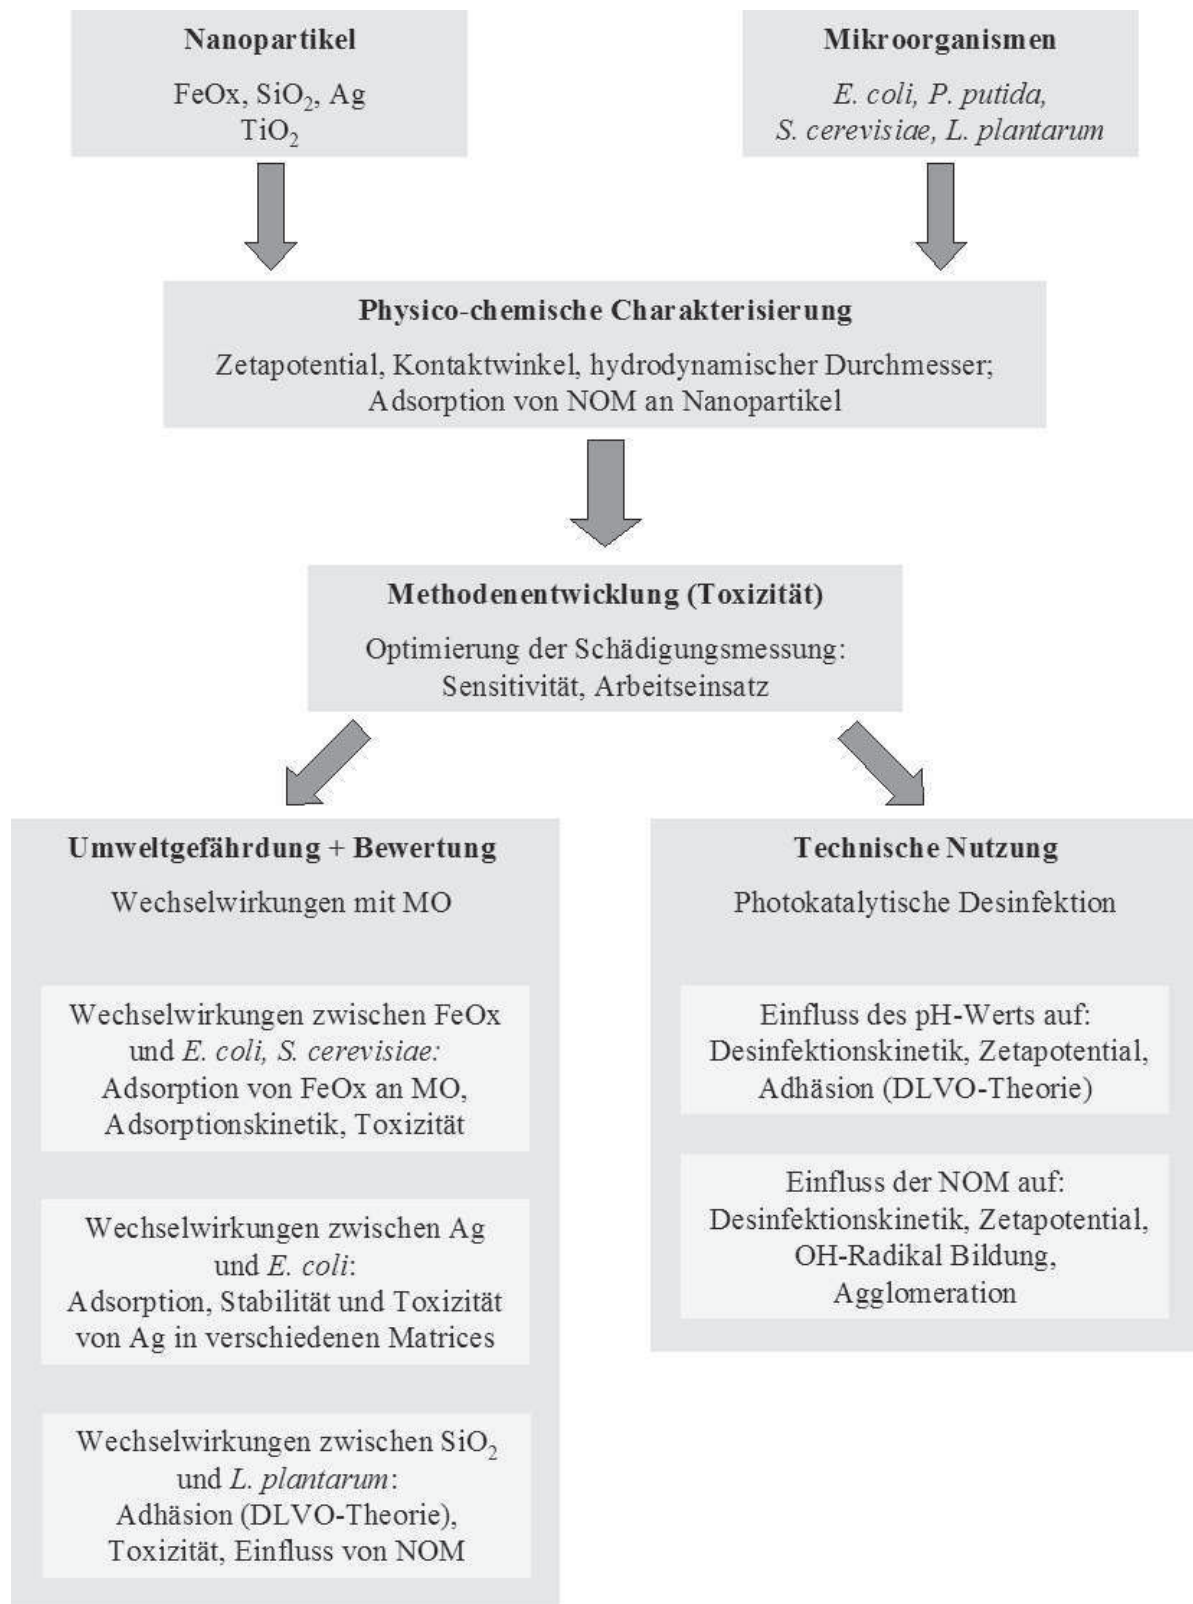 Nanopartikel
FeOx, SiO₂, Ag
TiO₂
Mikroorganismen
E. coli, P. putida,
S. cerevisiae, L. plantarum
Physico-chemische Charakterisierung
Zetapotential, Kontaktwinkel, hydrodynamischer Durchmesser;
Adsorption von NOM an Nanopartikel
Methodenentwicklung (Toxizität)
Optimierung der Schädigungsmessung:
Sensitivität, Arbeitseinsatz
Umweltgefährdung + Bewertung
Wechselwirkungen mit MO
Wechselwirkungen zwischen FeOx
und E. coli, S. cerevisiae:
Adsorption von FeOx an MO,
Adsorptionskinetik, Toxizität
Wechselwirkungen zwischen Ag
und E. coli:
Adsorption, Stabilität und Toxizität
von Ag in verschiedenen Matrices
Wechselwirkungen zwischen SiO₂
und L. plantarum:
Adhäsion (DLVO-Theorie),
Toxizität, Einfluss von NOM
Technische Nutzung
Photokatalytische Desinfektion
Einfluss des pH-Werts auf:
Desinfektionskinetik, Zetapotential,
Adhäsion (DLVO-Theorie)
Einfluss der NOM auf:
Desinfektionskinetik, Zetapotential,
OH-Radikal Bildung,
Agglomeration